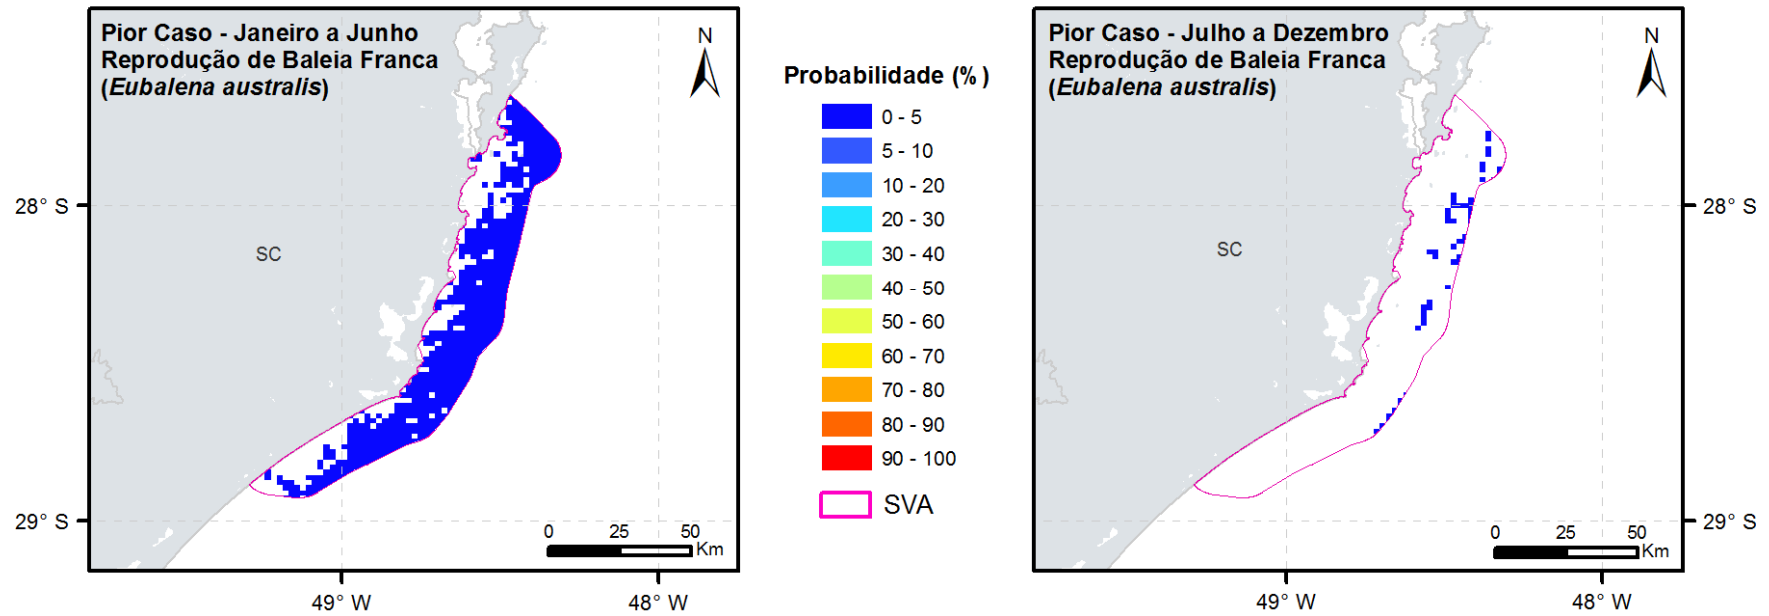 Pior Caso - Janeiro a Junho
Reprodução de Baleia Franca
(Eubalena australis)
N
SC
28° S
29° S
49° W
48° W
0 25 50
Km
Probabilidade (%)
0 - 5
5 - 10
10 - 20
20 - 30
30 - 40
40 - 50
50 - 60
60 - 70
70 - 80
80 - 90
90 - 100
SVA
Pior Caso - Julho a Dezembro
Reprodução de Baleia Franca
(Eubalena australis)
N
SC
28° S
29° S
49° W
48° W
0 25 50
Km